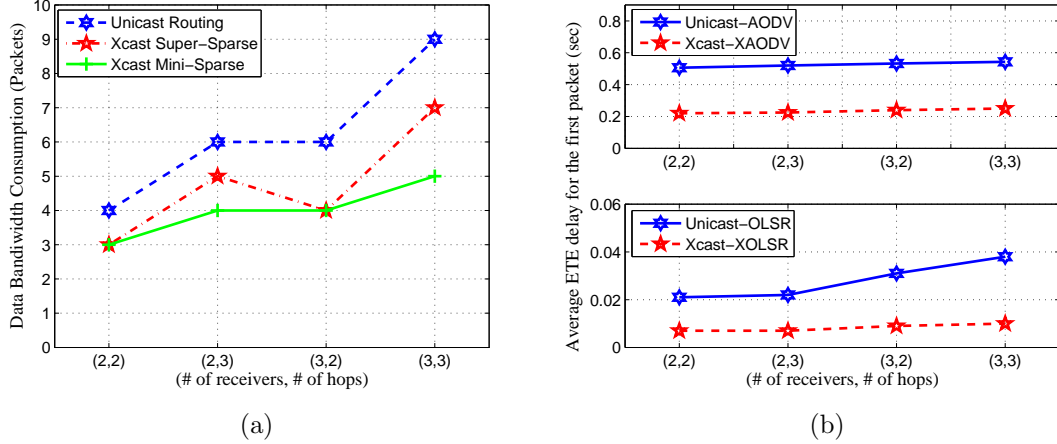 Unicast Routing
Xcast Super-Sparse
Xcast Mini-Sparse
Data Bandwidth Consumption (Packets)
10
9
8
7
6
5
4
3
2
1
0
(2,2) (2,3) (3,2) (3,3)
(# of receivers, # of hops)
(a)
Average ETE delay for the first packet (sec)
Unicast-AODV
Xcast-XAODV
0.8
0.6
0.4
0.2
0
(2,2) (2,3) (3,2) (3,3)
Unicast-OLSR
Xcast-XOLSR
0.06
0.04
0.02
0
(2,2) (2,3) (3,2) (3,3)
(# of receivers, # of hops)
(b)